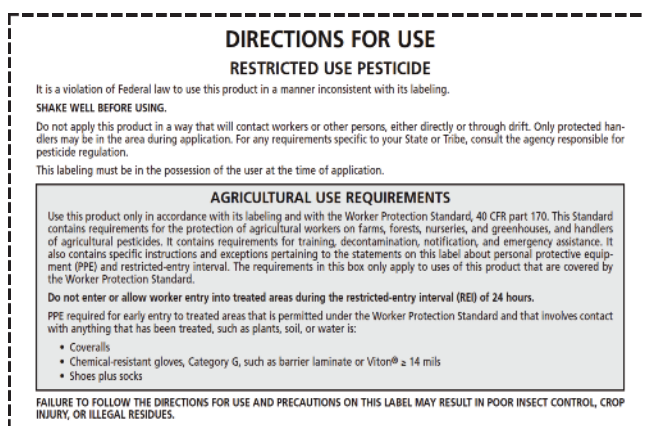 DIRECTIONS FOR USE
RESTRICTED USE PESTICIDE
It is a violation of Federal law to use this product in a manner inconsistent with its labeling.
SHAKE WELL BEFORE USING.
Do not apply this product in a way that will contact workers or other persons, either directly or through drift. Only protected han-
dlers may be in the area during application. For any requirements specific to your State or Tribe, consult the agency responsible for
pesticide regulation.
This labeling must be in the possession of the user at the time of application.
AGRICULTURAL USE REQUIREMENTS
Use this product only in accordance with its labeling and with the Worker Protection Standard, 40 CFR part 170. This Standard
contains requirements for the protection of agricultural workers on farms, forests, nurseries, and greenhouses, and handlers
of agricultural pesticides. It contains requirements for training, decontamination, notification, and emergency assistance. It
also contains specific instructions and exceptions pertaining to the statements on this label about personal protective equip-
ment (PPE) and restricted-entry interval. The requirements in this box only apply to uses of this product that are covered by
the Worker Protection Standard.
Do not enter or allow worker entry into treated areas during the restricted-entry interval (REI) of 24 hours.
PPE required for early entry to treated areas that is permitted under the Worker Protection Standard and that involves contact
with anything that has been treated, such as plants, soil, or water is:
• Coveralls
• Chemical-resistant gloves, Category G, such as barrier laminate or Viton® ≥ 14 mils
• Shoes plus socks
FAILURE TO FOLLOW THE DIRECTIONS FOR USE AND PRECAUTIONS ON THIS LABEL MAY RESULT IN POOR INSECT CONTROL, CROP
INJURY, OR ILLEGAL RESIDUES.